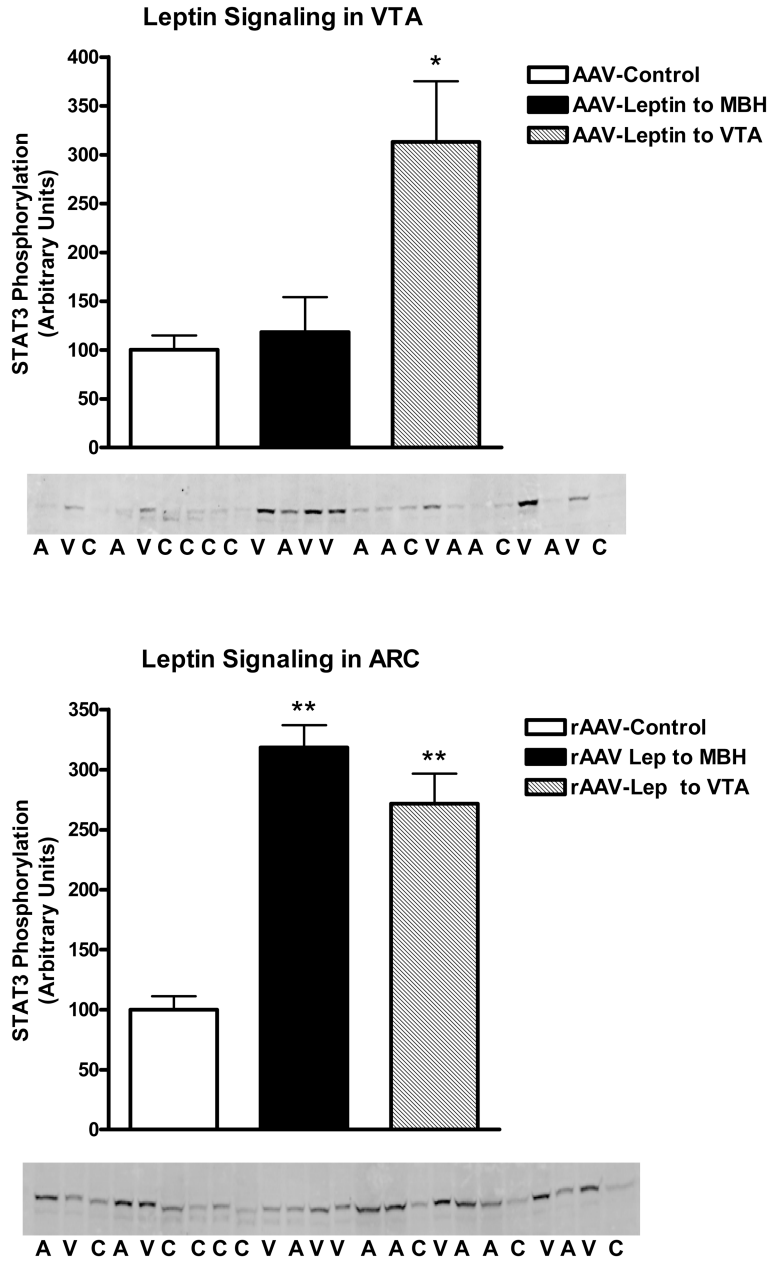 Leptin Signaling in VTA
STAT3 Phosphorylation
(Arbitrary Units)
400
350
300
250
200
150
100
50
0
*
AAV-Control
AAV-Leptin to MBH
AAV-Leptin to VTA
A V C A V C C C C V A V V A A C V A A C V A V C
Leptin Signaling in ARC
STAT3 Phosphorylation
(Arbitrary Units)
350
300
250
200
150
100
50
0
**
**
rAAV-Control
rAAV Lep to MBH
rAAV-Lep to VTA
A V C A V C C C C V A V V A A C V A A C V A V C